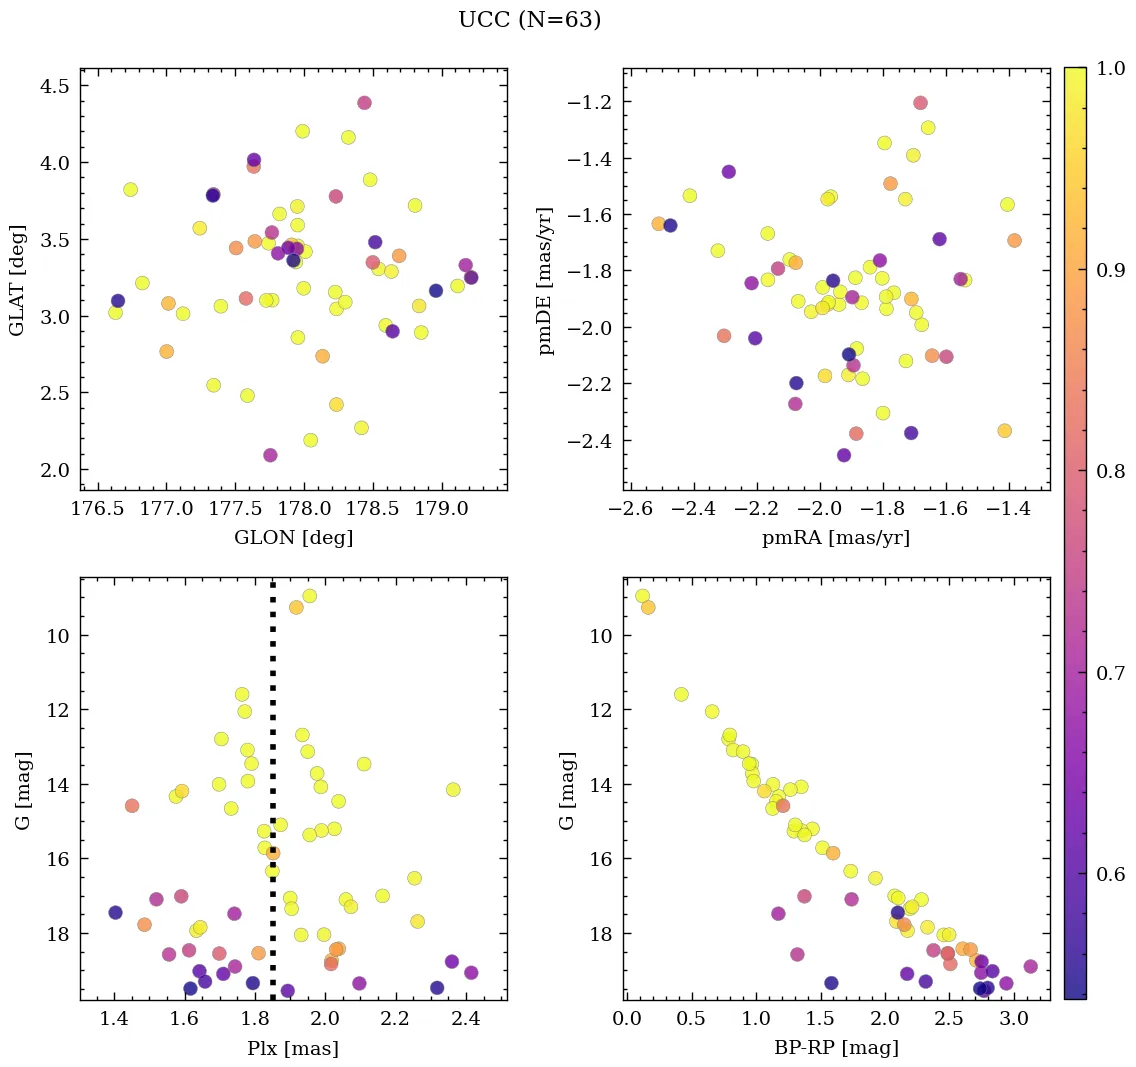 UCC (N=63)
4.5
4.0
3.5
3.0
2.5
2.0
GLAT [deg]
176.5 177.0 177.5 178.0 178.5 179.0
GLON [deg]
−1.2
−1.4
−1.6
−1.8
−2.0
−2.2
−2.4
pmDE [mas/yr]
−2.6 −2.4 −2.2 −2.0 −1.8 −1.6 −1.4
pmRA [mas/yr]
1.0
0.9
0.8
0.7
0.6
10
12
14
16
18
G [mag]
1.4 1.6 1.8 2.0 2.2 2.4
Plx [mas]
10
12
14
16
18
G [mag]
0.0 0.5 1.0 1.5 2.0 2.5 3.0
BP-RP [mag]